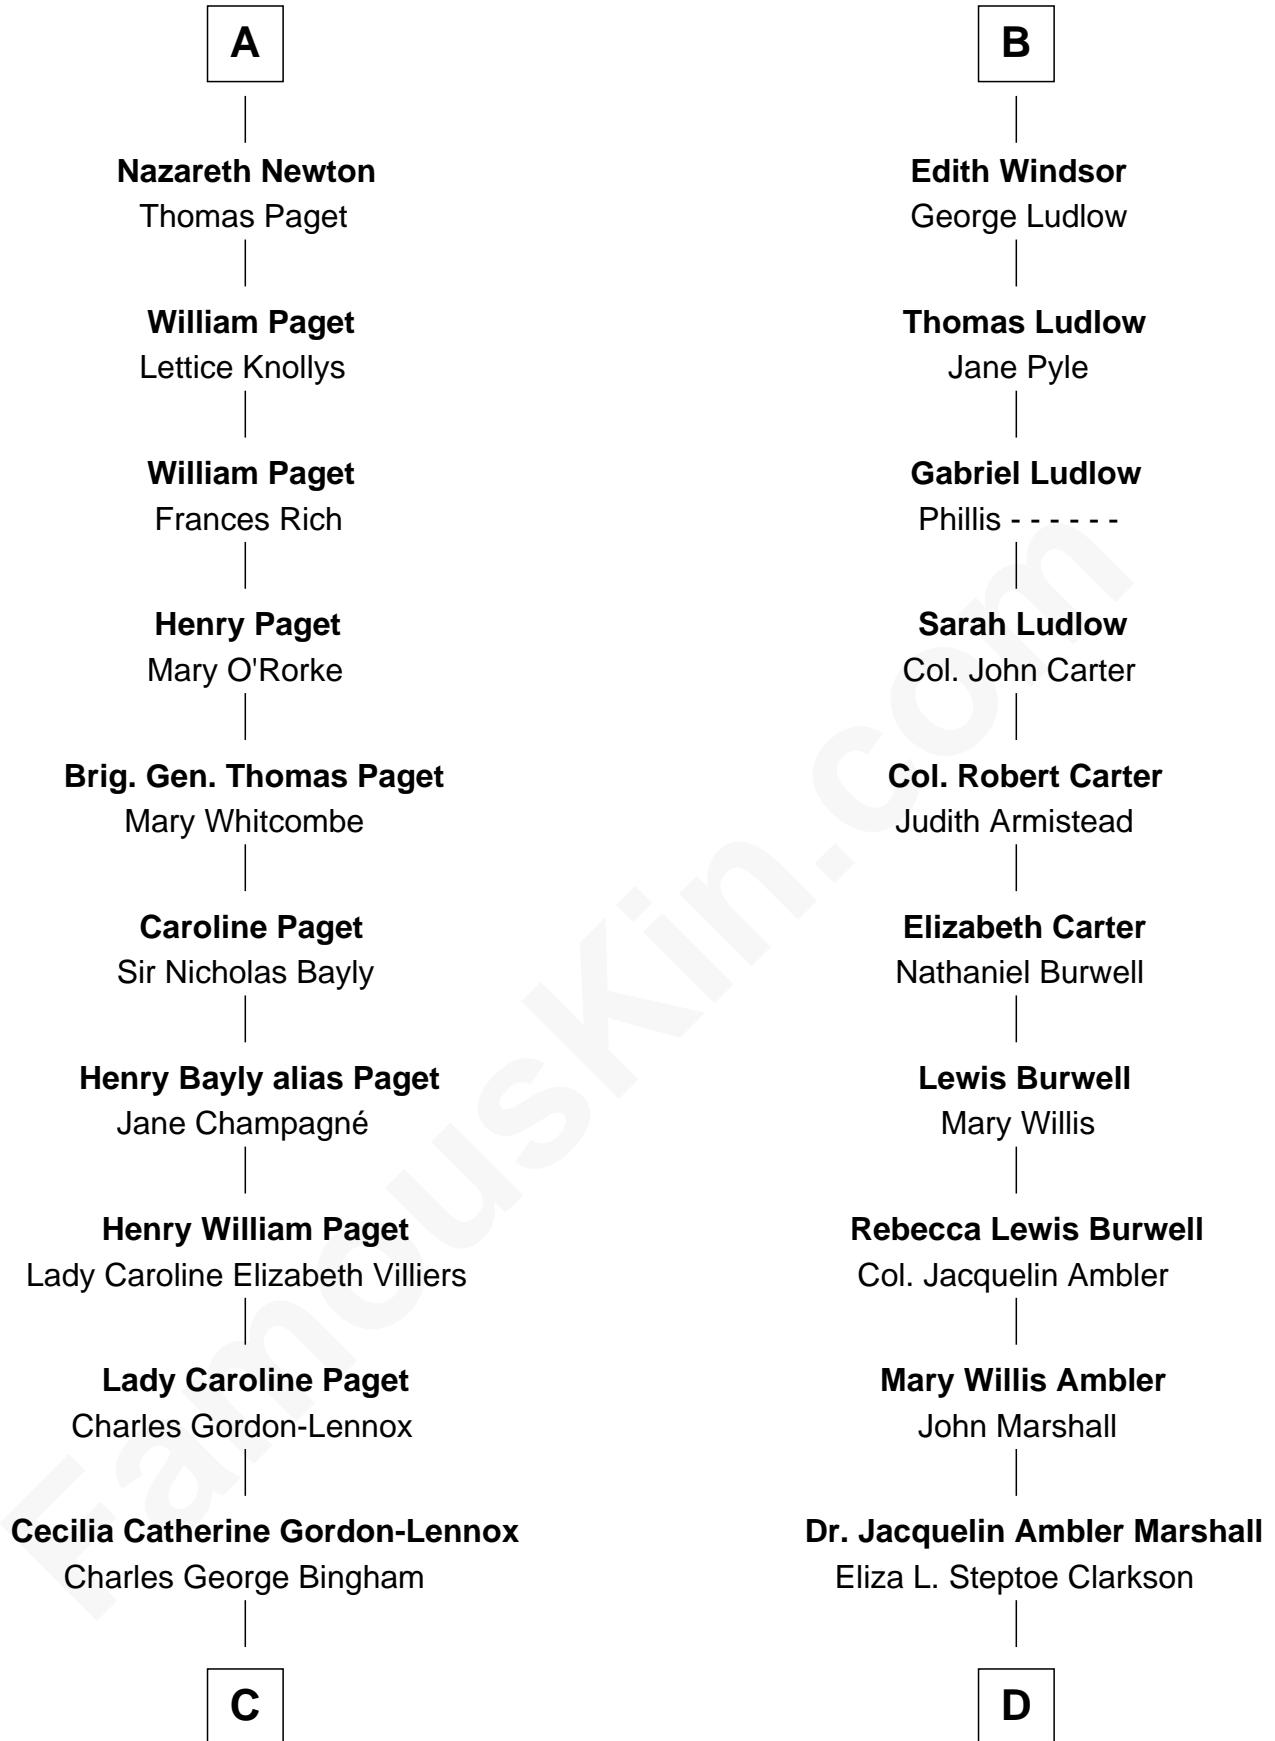 A
Nazareth Newton
Thomas Paget
William Paget
Lettice Knollys
William Paget
Frances Rich
Henry Paget
Mary O'Rorke
Brig. Gen. Thomas Paget
Mary Whitcombe
Caroline Paget
Sir Nicholas Bayly
Henry Bayly alias Paget
Jane Champagné
Henry William Paget
Lady Caroline Elizabeth Villiers
Lady Caroline Paget
Charles Gordon-Lennox
Cecilia Catherine Gordon-Lennox
Charles George Bingham
C
B
Edith Windsor
George Ludlow
Thomas Ludlow
Jane Pyle
Gabriel Ludlow
Phillis - - - - - -
Sarah Ludlow
Col. John Carter
Col. Robert Carter
Judith Armistead
Elizabeth Carter
Nathaniel Burwell
Lewis Burwell
Mary Willis
Rebecca Lewis Burwell
Col. Jacquelin Ambler
Mary Willis Ambler
John Marshall
Dr. Jacquelin Ambler Marshall
Eliza L. Steptoe Clarkson
D
FamousKin.com